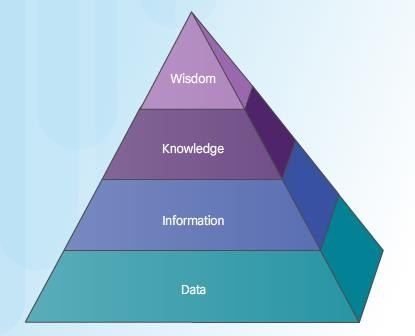 Wisdom
Knowledge
Information
Data